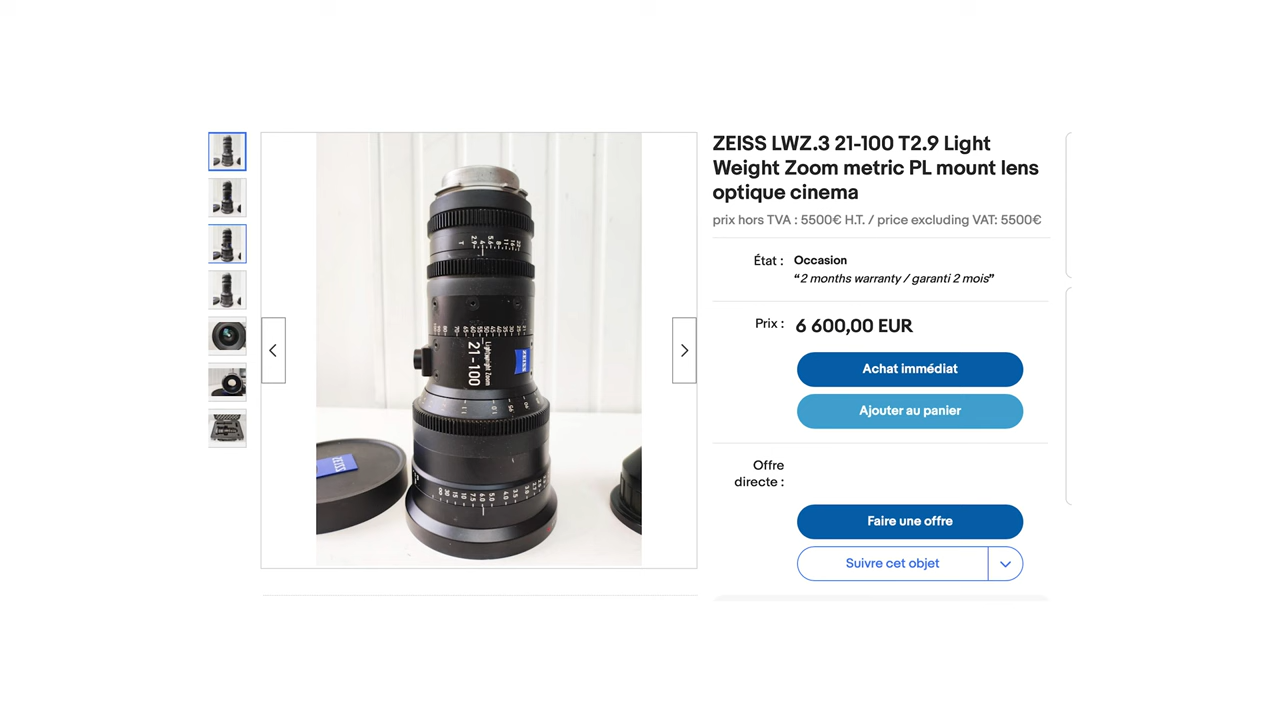 ZEISS LWZ.3 21-100 T2.9 Light
Weight Zoom metric PL mount lens
optique cinema
prix hors TVA : 5500€ H.T. / price excluding VAT: 5500€
État :
Occasion
“2 months warranty / garanti 2 mois”
Prix :
6 600,00 EUR
Achat immédiat
Ajouter au panier
Offre
directe :
Faire une offre
Suivre cet objet
Lightweight Zoom
21-100
ZEISS
ZEISS